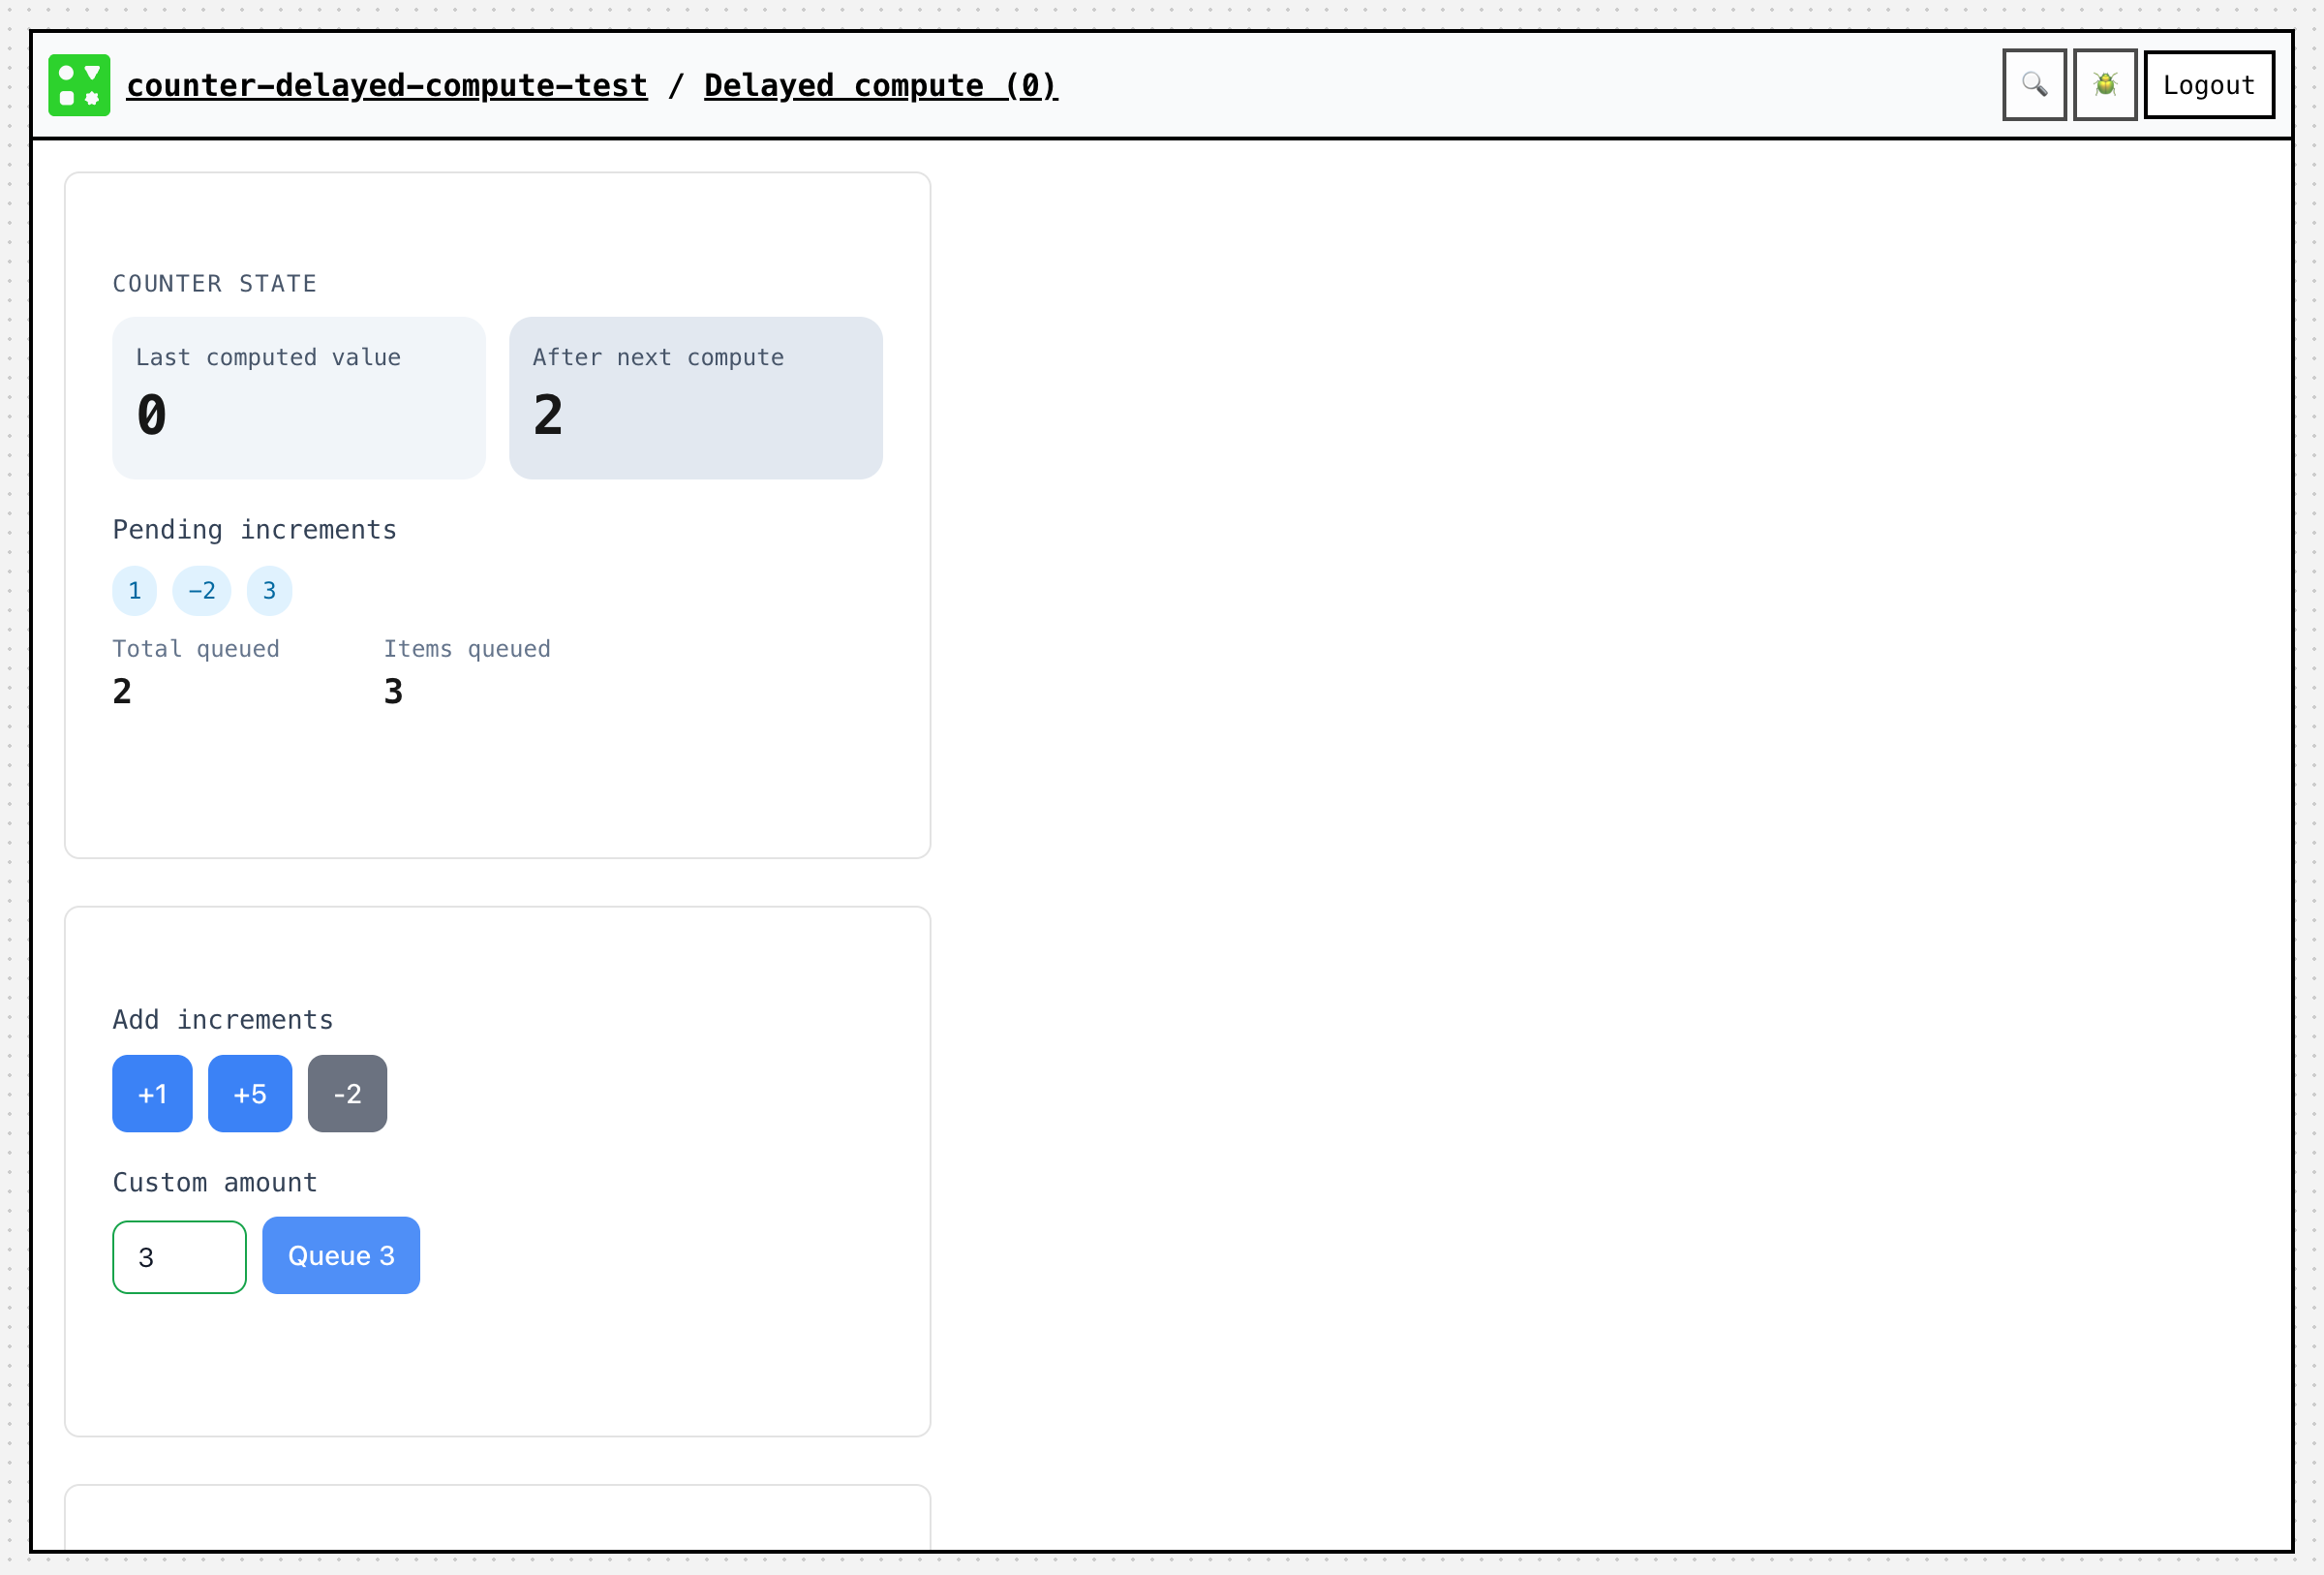 counter-delayed-compute-test / Delayed compute (0)
Logout
COUNTER STATE
Last computed value
0
After next compute
2
Pending increments
1 -2 3
Total queued
2
Items queued
3
Add increments
+1 +5 -2
Custom amount
3
Queue 3